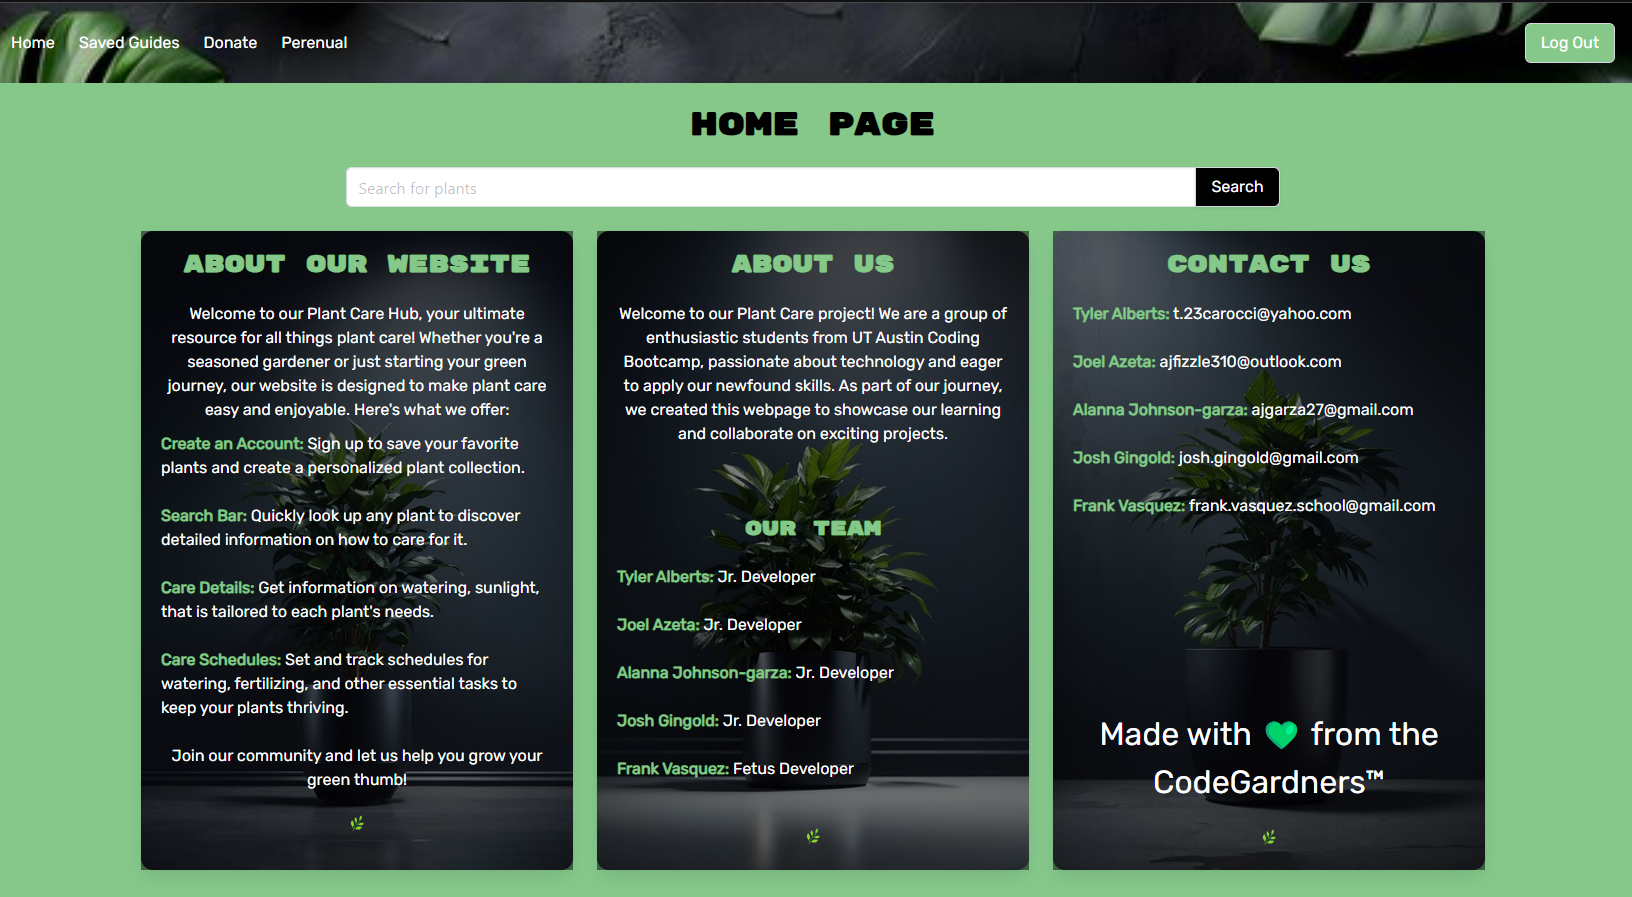 Home Saved Guides Donate Perenual Log Out
HOME PAGE
Search for plants Search
ABOUT OUR WEBSITE
Welcome to our Plant Care Hub, your ultimate
resource for all things plant care! Whether you're a
seasoned gardener or just starting your green
journey, our website is designed to make plant care
easy and enjoyable. Here's what we offer:
Create an Account: Sign up to save your favorite
plants and create a personalized plant collection.
Search Bar: Quickly look up any plant to discover
detailed information on how to care for it.
Care Details: Get information on watering, sunlight,
that is tailored to each plant's needs.
Care Schedules: Set and track schedules for
watering, fertilizing, and other essential tasks to
keep your plants thriving.
Join our community and let us help you grow your
green thumb!
🌿
ABOUT US
Welcome to our Plant Care project! We are a group of
enthusiastic students from UT Austin Coding
Bootcamp, passionate about technology and eager
to apply our newfound skills. As part of our journey,
we created this webpage to showcase our learning
and collaborate on exciting projects.
OUR TEAM
Tyler Alberts: Jr. Developer
Joel Azeta: Jr. Developer
Alanna Johnson-garza: Jr. Developer
Josh Gingold: Jr. Developer
Frank Vasquez: Fetus Developer
🌿
CONTACT US
Tyler Alberts: t.23carocci@yahoo.com
Joel Azeta: ajfizzle310@outlook.com
Alanna Johnson-garza: ajgarza27@gmail.com
Josh Gingold: josh.gingold@gmail.com
Frank Vasquez: frank.vasquez.school@gmail.com
Made with 💚 from the
CodeGardners™
🌿